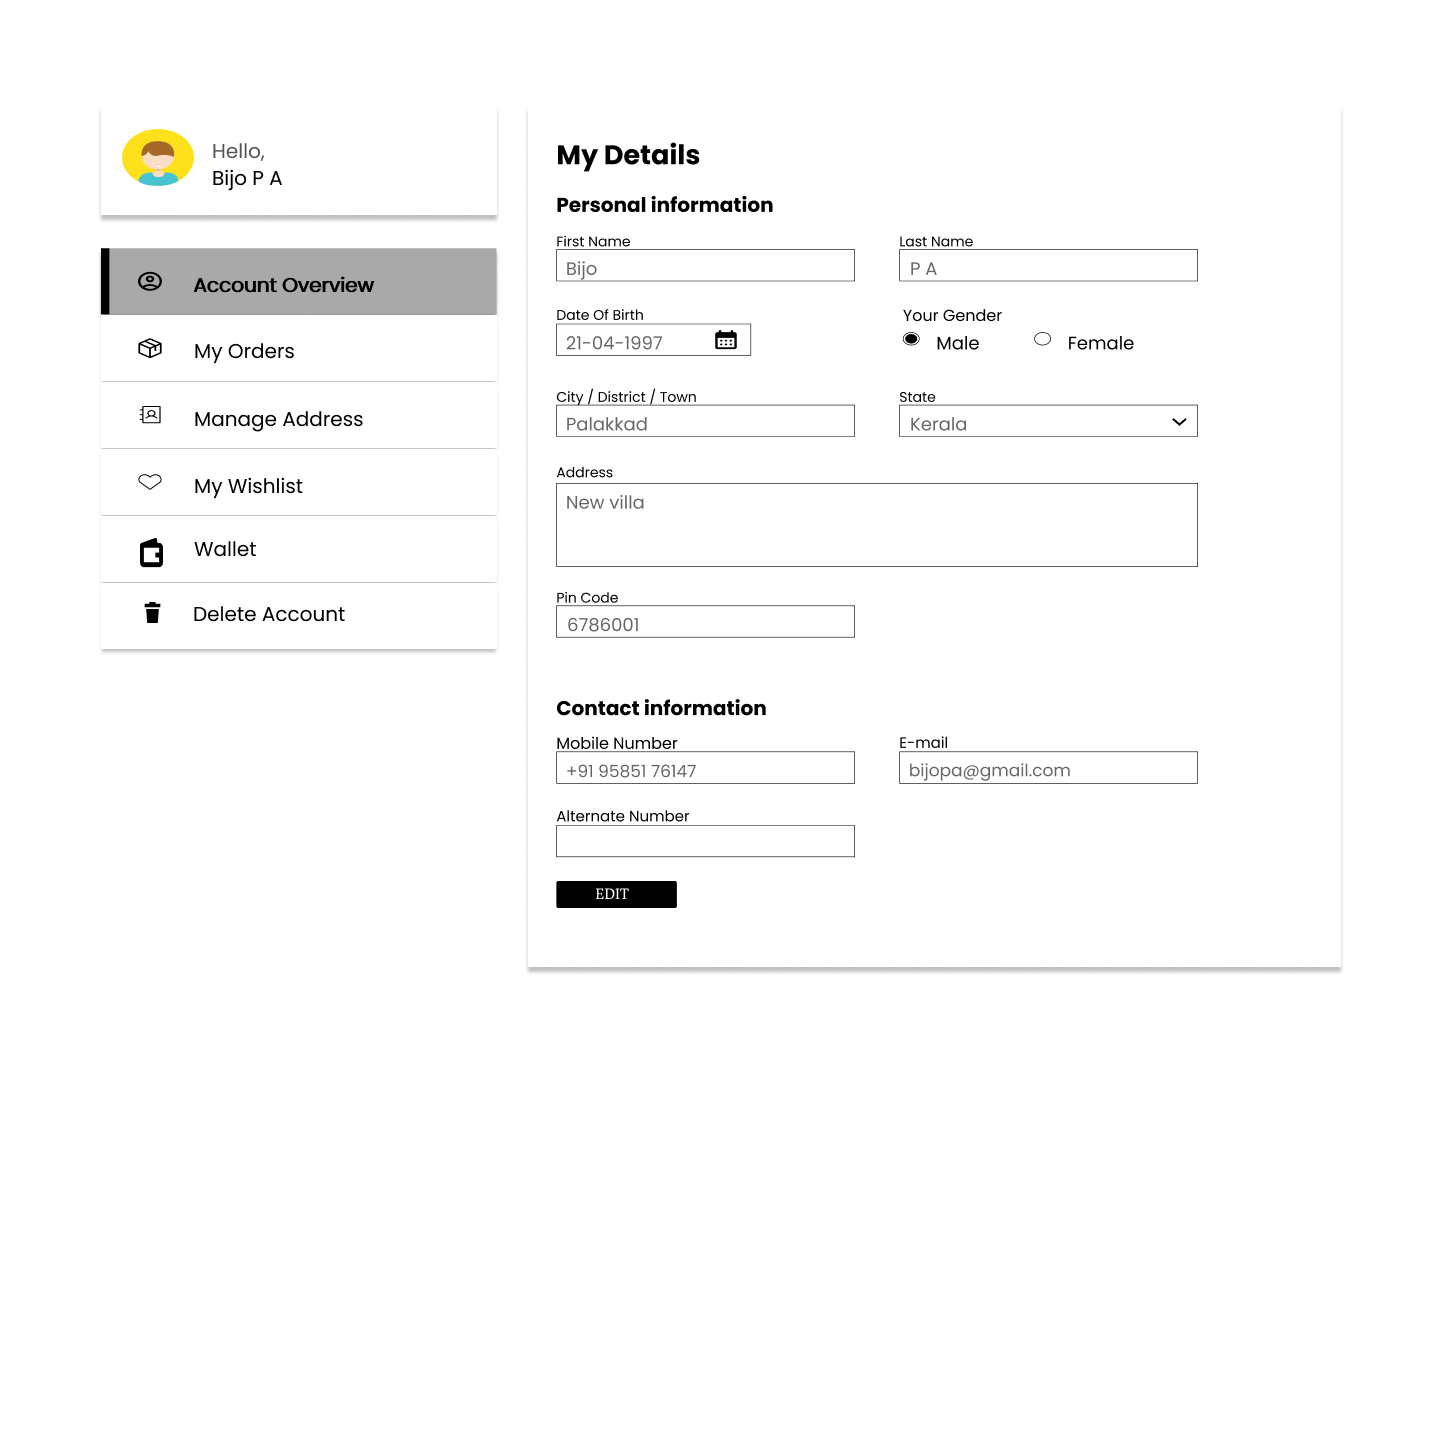 Hello,
Bijo P A
Account Overview
My Orders
Manage Address
My Wishlist
Wallet
Delete Account
My Details
Personal information
First Name
Last Name
Bijo
P A
Date Of Birth
Your Gender
21-04-1997
Male
Female
City / District / Town
State
Palakkad
Kerala
Address
New villa
Pin Code
6786001
Contact information
Mobile Number
E-mail
+91 95851 76147
bijopa@gmail.com
Alternate Number
EDIT